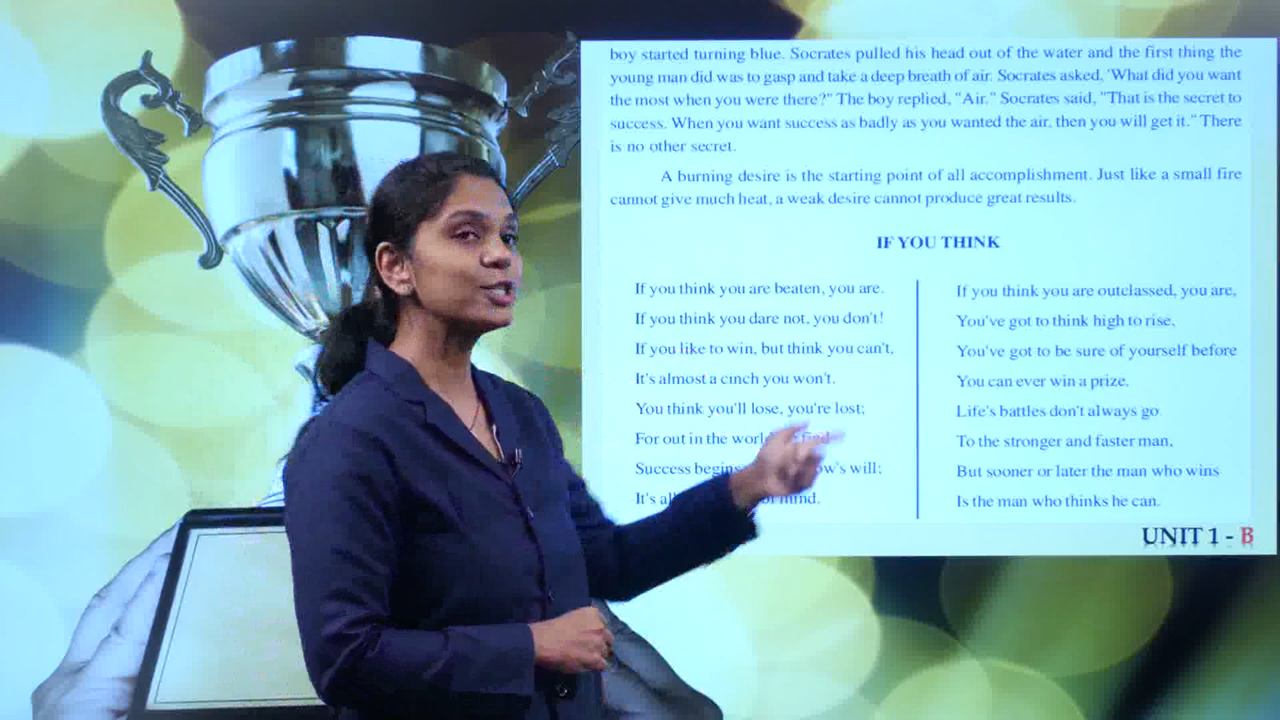 boy started turning blue. Socrates pulled his head out of the water and the first thing the
young man did was to gasp and take a deep breath of air. Socrates asked, 'What did you want
the most when you were there?" The boy replied, "Air." Socrates said, "That is the secret to
success. When you want success as badly as you wanted the air, then you will get it." There
is no other secret.
A burning desire is the starting point of all accomplishment. Just like a small fire
cannot give much heat, a weak desire cannot produce great results.
IF YOU THINK
If you think you are beaten, you are.
If you think you dare not, you don't!
If you like to win, but think you can't,
It's almost a cinch you won't.
You think you'll lose, you're lost;
For out in the world find
Success begins will;
It's mind.
If you think you are outclassed, you are,
You've got to think high to rise,
You've got to be sure of yourself before
You can ever win a prize.
Life's battles don't always go
To the stronger and faster man,
But sooner or later the man who wins
Is the man who thinks he can.
UNIT 1 - B